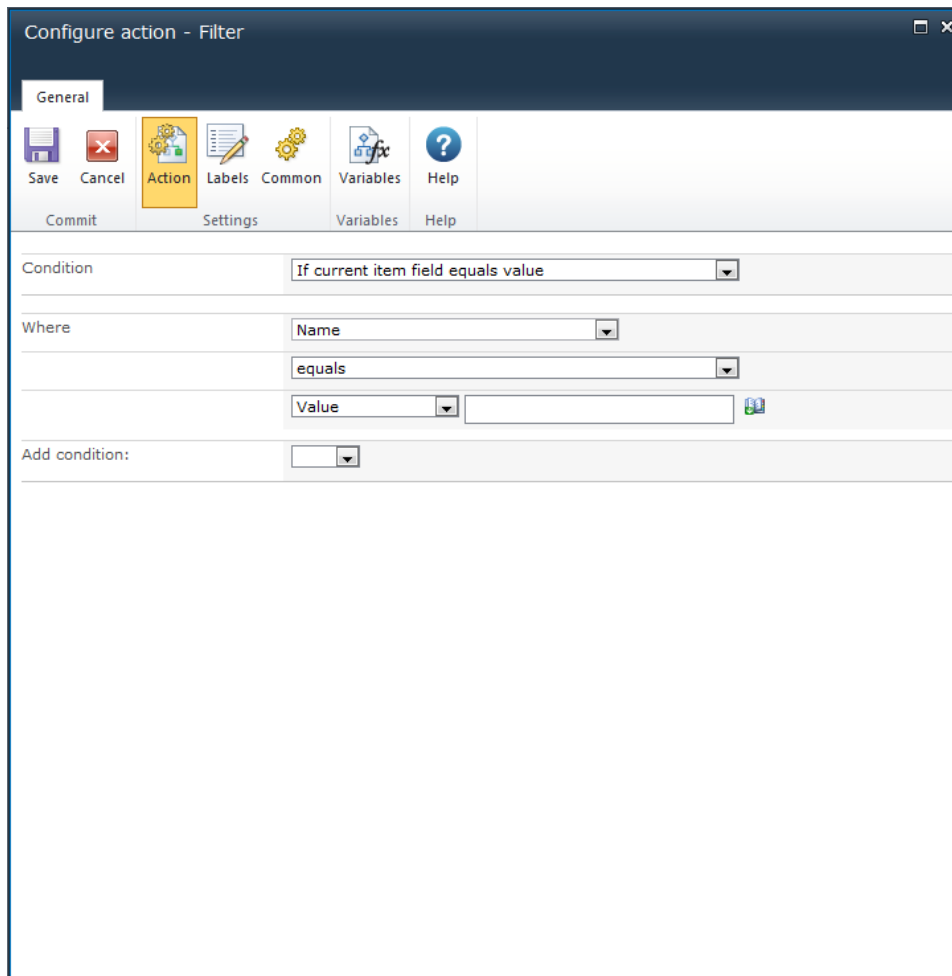 Configure action - Filter
General
Save Cancel Action Labels Common Variables Help
Commit Settings Variables Help
Condition If current item field equals value
Where Name
equals
Value
Add condition: